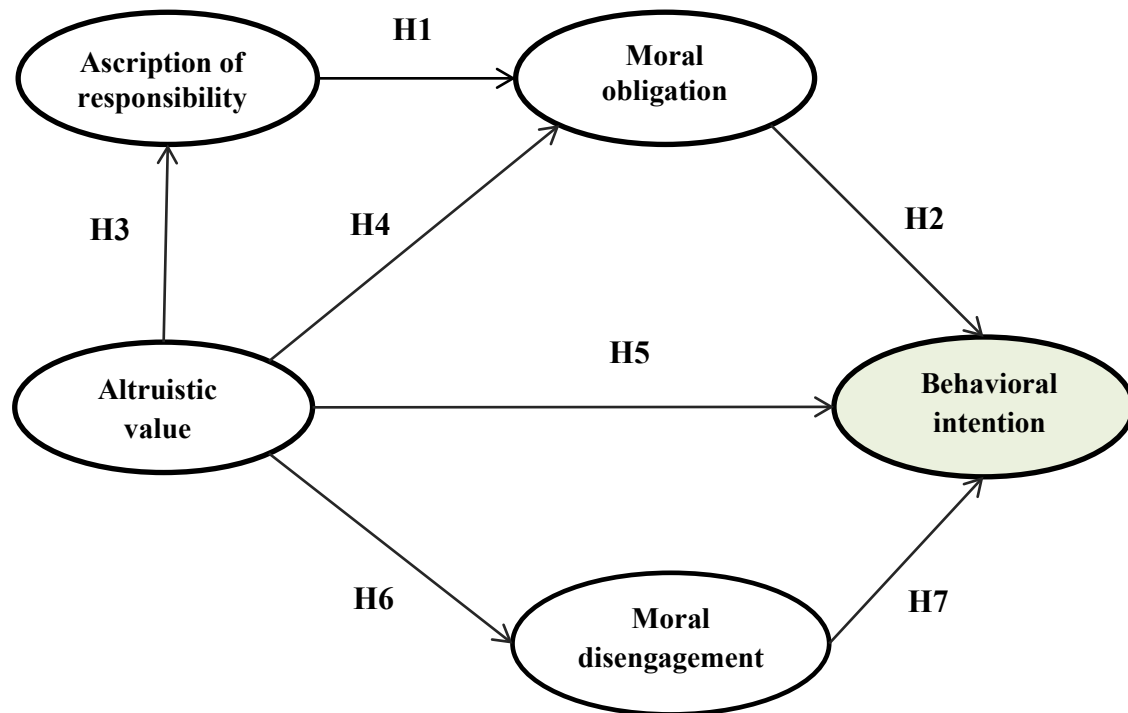 H1
Ascription of
responsibility
Moral
obligation
H3
H4
H2
H5
Altruistic
value
Behavioral
intention
H6
H7
Moral
disengagement